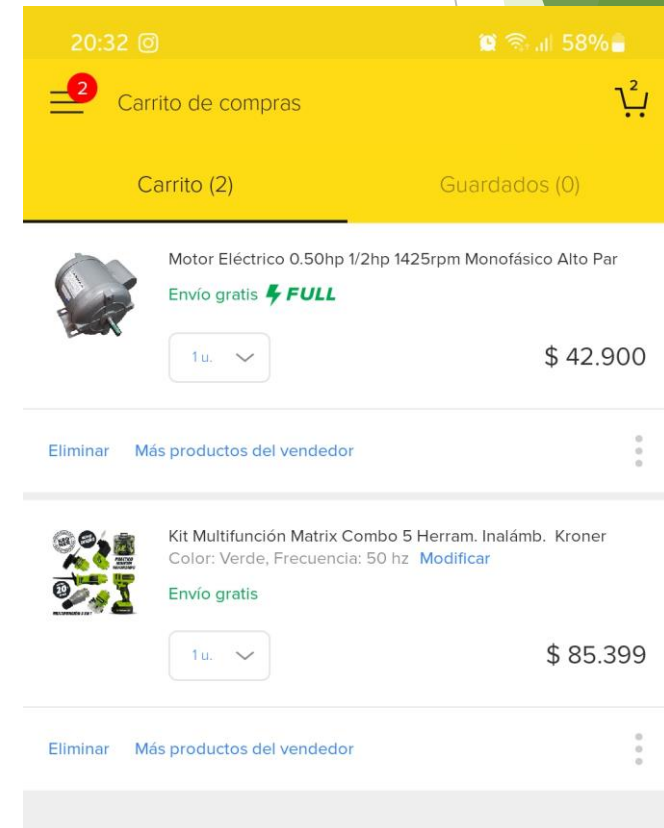 20:32
58%
2
Carrito de compras
2
Carrito (2)
Guardados (0)
Motor Eléctrico 0.50hp 1/2hp 1425rpm Monofásico Alto Par
Envío gratis FULL
1 u.
$ 42.900
Eliminar
Más productos del vendedor
Kit Multifunción Matrix Combo 5 Herram. Inalámb. Kroner
Color: Verde, Frecuencia: 50 hz Modificar
Envío gratis
1 u.
$ 85.399
Eliminar
Más productos del vendedor